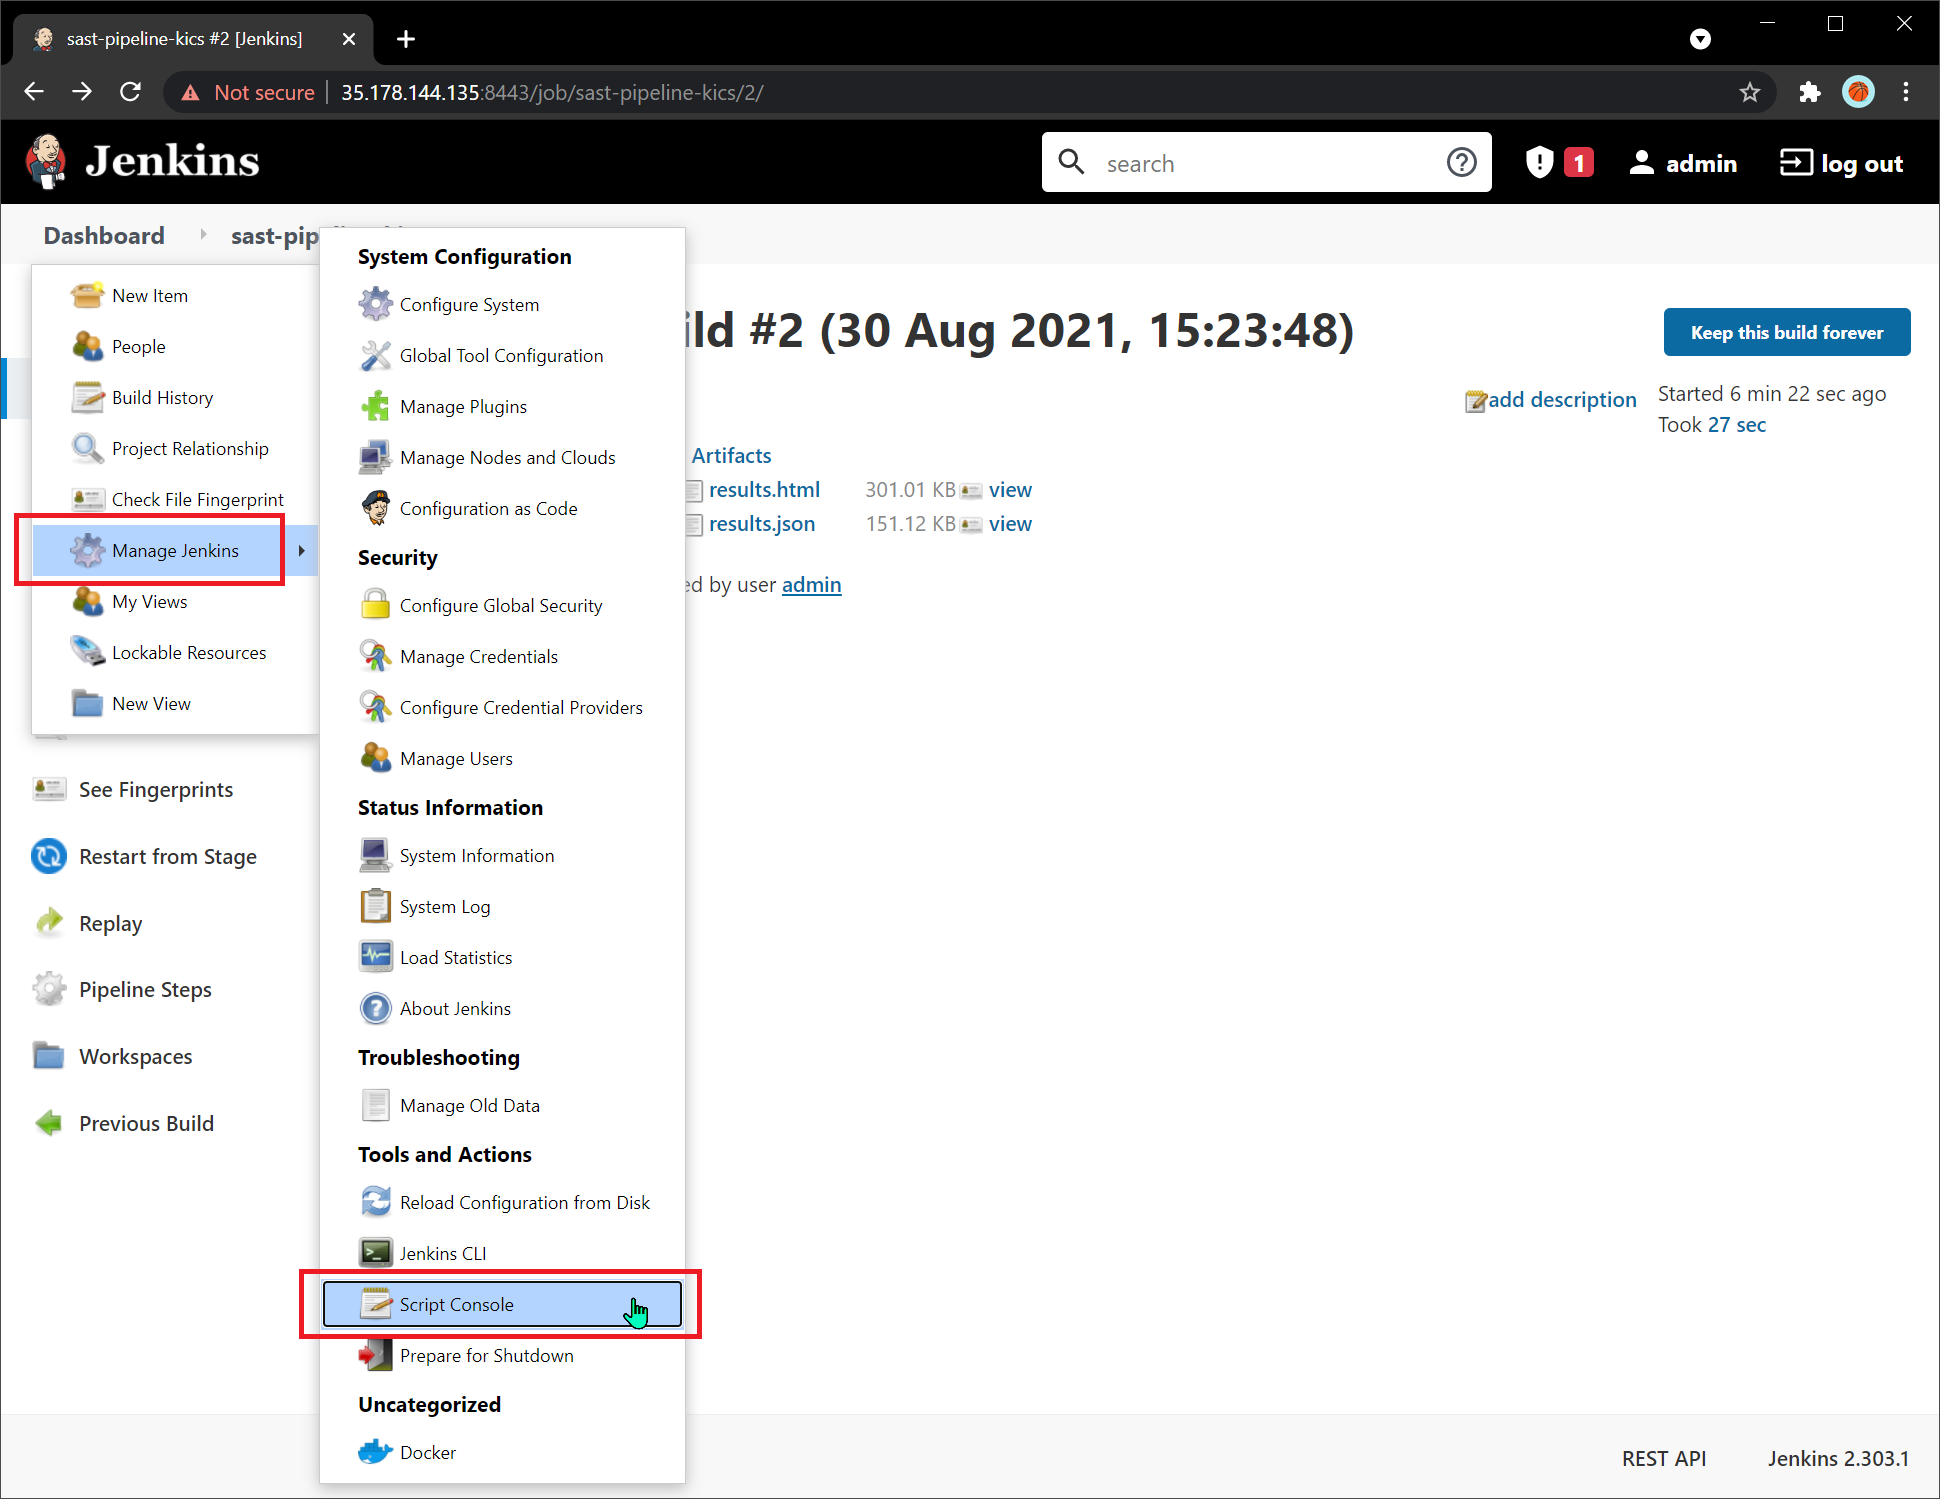 sast-pipeline-kics #2 [Jenkins]
Not secure 35.178.144.135:8443/job/sast-pipeline-kics/2/
Jenkins
search
1
admin
log out
Dashboard
sast-pip
New Item
People
Build History
Project Relationship
Check File Fingerprint
Manage Jenkins
My Views
Lockable Resources
New View
See Fingerprints
Restart from Stage
Replay
Pipeline Steps
Workspaces
Previous Build
System Configuration
Configure System
Global Tool Configuration
Manage Plugins
Manage Nodes and Clouds
Configuration as Code
Security
Configure Global Security
Manage Credentials
Configure Credential Providers
Manage Users
Status Information
System Information
System Log
Load Statistics
About Jenkins
Troubleshooting
Manage Old Data
Tools and Actions
Reload Configuration from Disk
Jenkins CLI
Script Console
Prepare for Shutdown
Uncategorized
Docker
ild #2 (30 Aug 2021, 15:23:48)
Keep this build forever
add description
Started 6 min 22 sec ago
Took 27 sec
Artifacts
results.html 301.01 KB view
results.json 151.12 KB view
ed by user admin
REST API
Jenkins 2.303.1